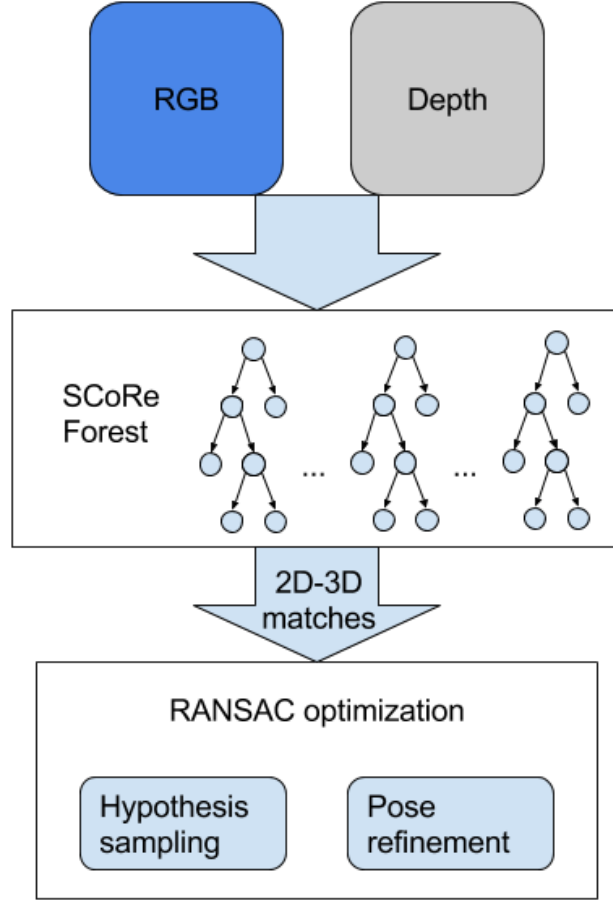 RGB
Depth
SCoRe
Forest
...
...
2D-3D
matches
RANSAC optimization
Hypothesis
sampling
Pose
refinement